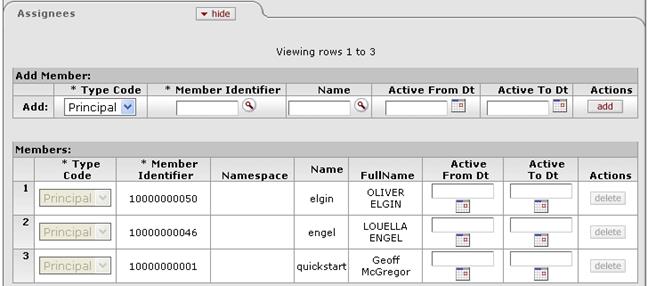 Assignees
hide
Viewing rows 1 to 3
Add Member:
* Type Code * Member Identifier Name Active From Dt Active To Dt Actions
Add: Principal add
Members:
* Type Code * Member Identifier Namespace Name FullName Active From Dt Active To Dt Actions
1 Principal 10000000050 elgin OLIVER ELGIN delete
2 Principal 10000000046 engel LOUELLA ENGEL delete
3 Principal 10000000001 quickstart Geoff McGregor delete